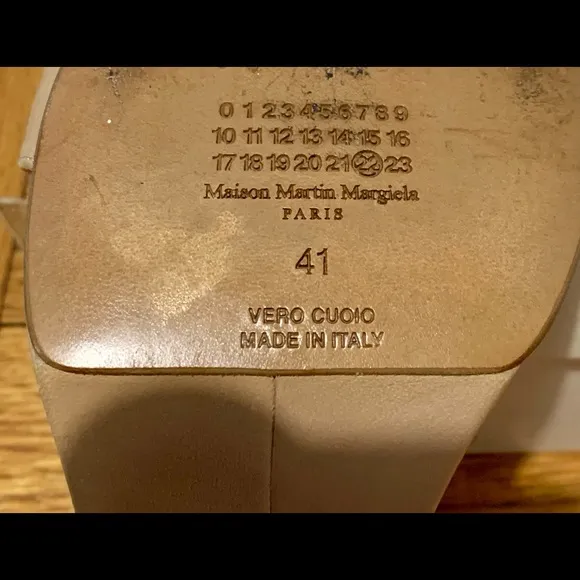 0 1 2 3 4 5 6 7 8 9
10 11 12 13 14 15 16
17 18 19 20 21 22 23
Maison Martin Margiela
PARIS
41
VERO CUOIO
MADE IN ITALY